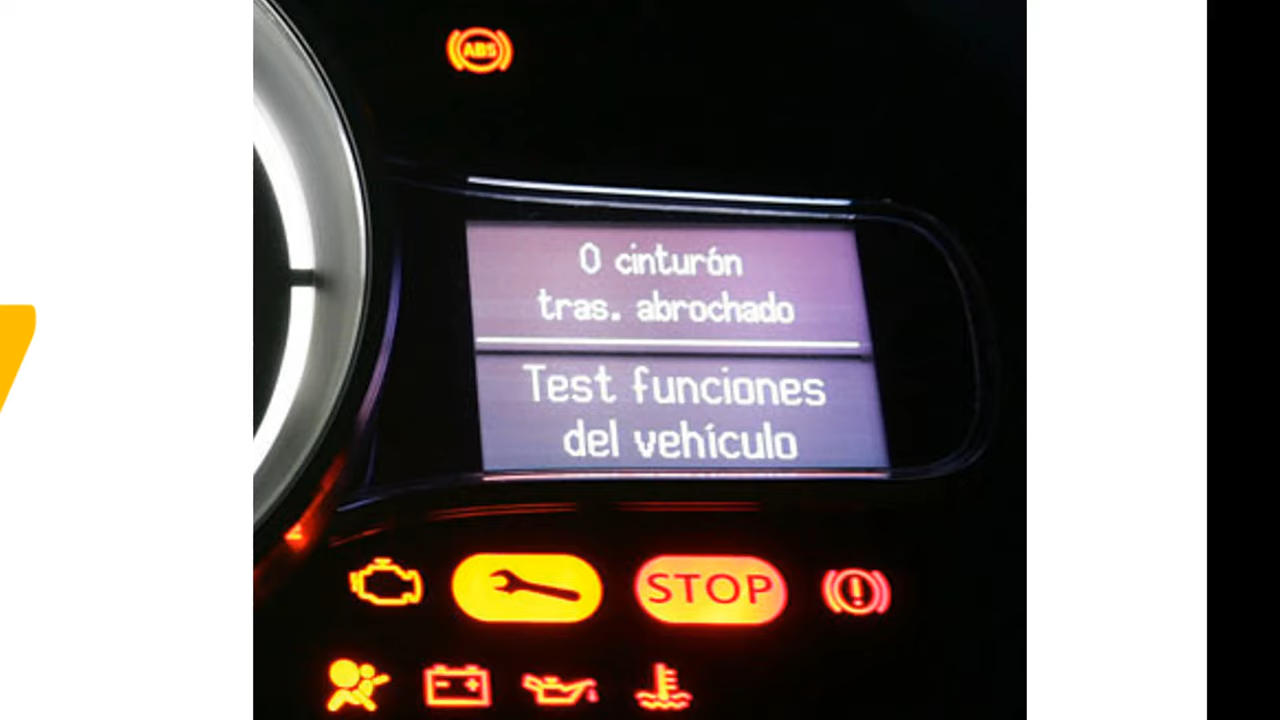 ABS
0 cinturón
tras. abrochado
Test funciones
del vehículo
STOP